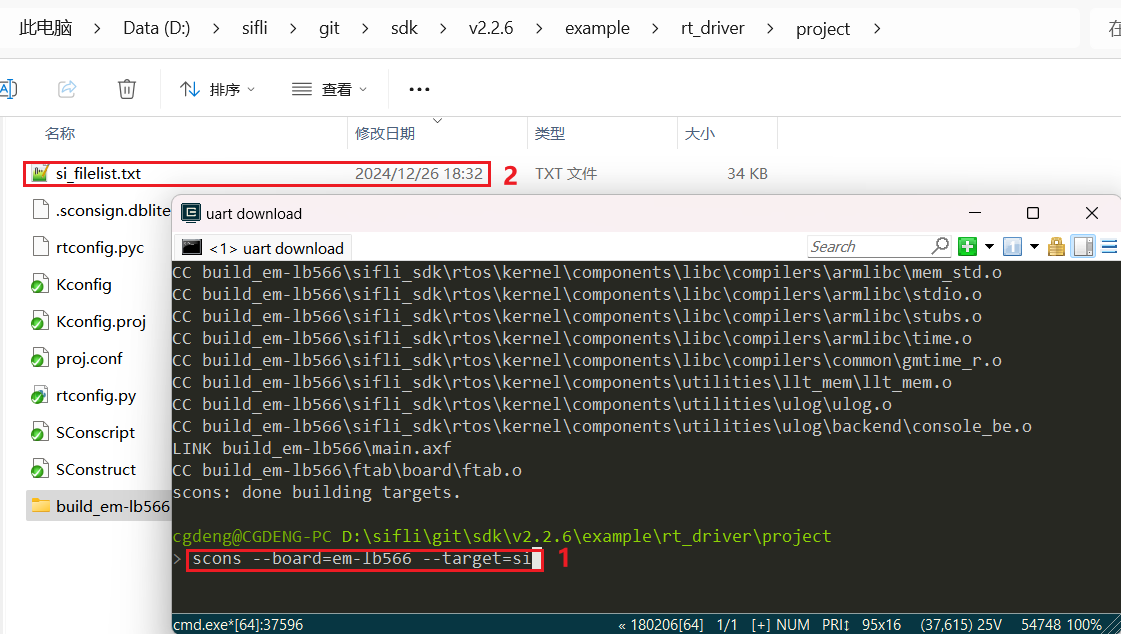 此电脑 > Data (D:) > sifli > git > sdk > v2.2.6 > example > rt_driver > project > 在
排序 查看 •••
名称 修改日期 类型 大小
si_filelist.txt 2024/12/26 18:32 2 TXT 文件 34 KB
.sconsign.dblite
rtconfig.pyc
Kconfig
Kconfig.proj
proj.conf
rtconfig.py
SConscript
SConstruct
build_em-lb566
uart download
<1> uart download Search
CC build_em-lb566\sifli_sdk\rtos\kernel\components\libc\compilers\armlibc\mem_std.o
CC build_em-lb566\sifli_sdk\rtos\kernel\components\libc\compilers\armlibc\stdio.o
CC build_em-lb566\sifli_sdk\rtos\kernel\components\libc\compilers\armlibc\stubs.o
CC build_em-lb566\sifli_sdk\rtos\kernel\components\libc\compilers\armlibc\time.o
CC build_em-lb566\sifli_sdk\rtos\kernel\components\libc\compilers\common\gmtime_r.o
CC build_em-lb566\sifli_sdk\rtos\kernel\components\utilities\llt_mem\llt_mem.o
CC build_em-lb566\sifli_sdk\rtos\kernel\components\utilities\ulog\ulog.o
CC build_em-lb566\sifli_sdk\rtos\kernel\components\utilities\ulog\backend\console_be.o
LINK build_em-lb566\main.axf
CC build_em-lb566\ftab\board\ftab.o
scons: done building targets.
cgdeng@CGDENG-PC D:\sifli\git\sdk\v2.2.6\example\rt_driver\project
> scons --board=em-lb566 --target=si 1
cmd.exe*[64]:37596 « 180206[64] 1/1 [+] NUM PRI↕ 95x16 (37,615) 25V 54748 100%